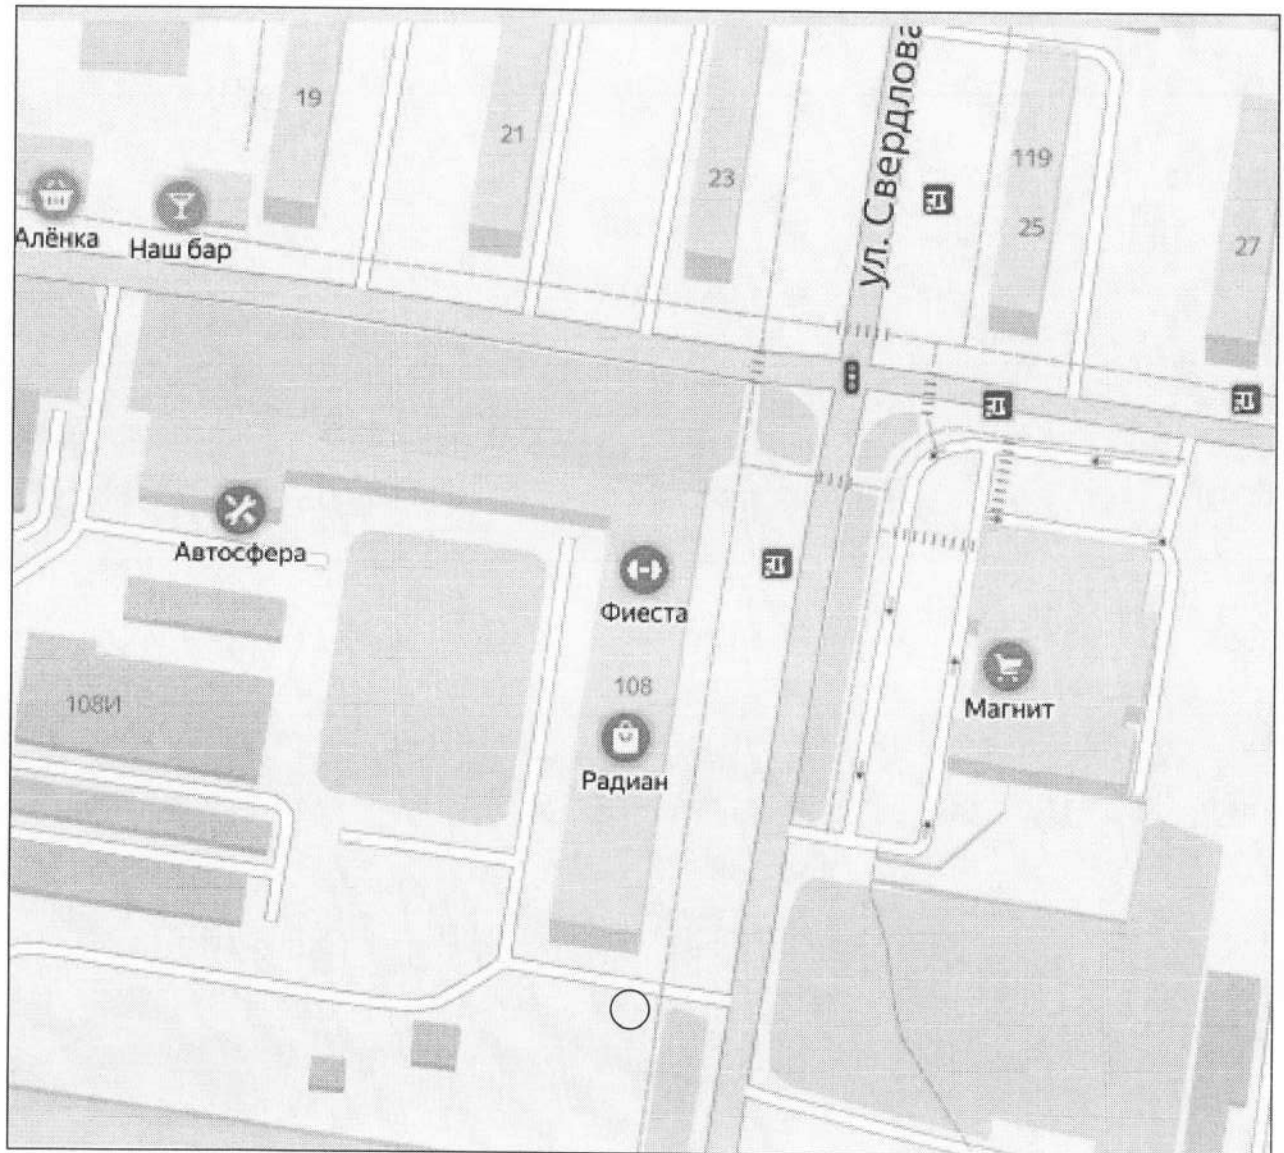 19
21
23
ул. Свердлова
119
25
27
Алёнка
Наш бар
Автосфера
Фиеста
108
108И
Радиан
Магнит